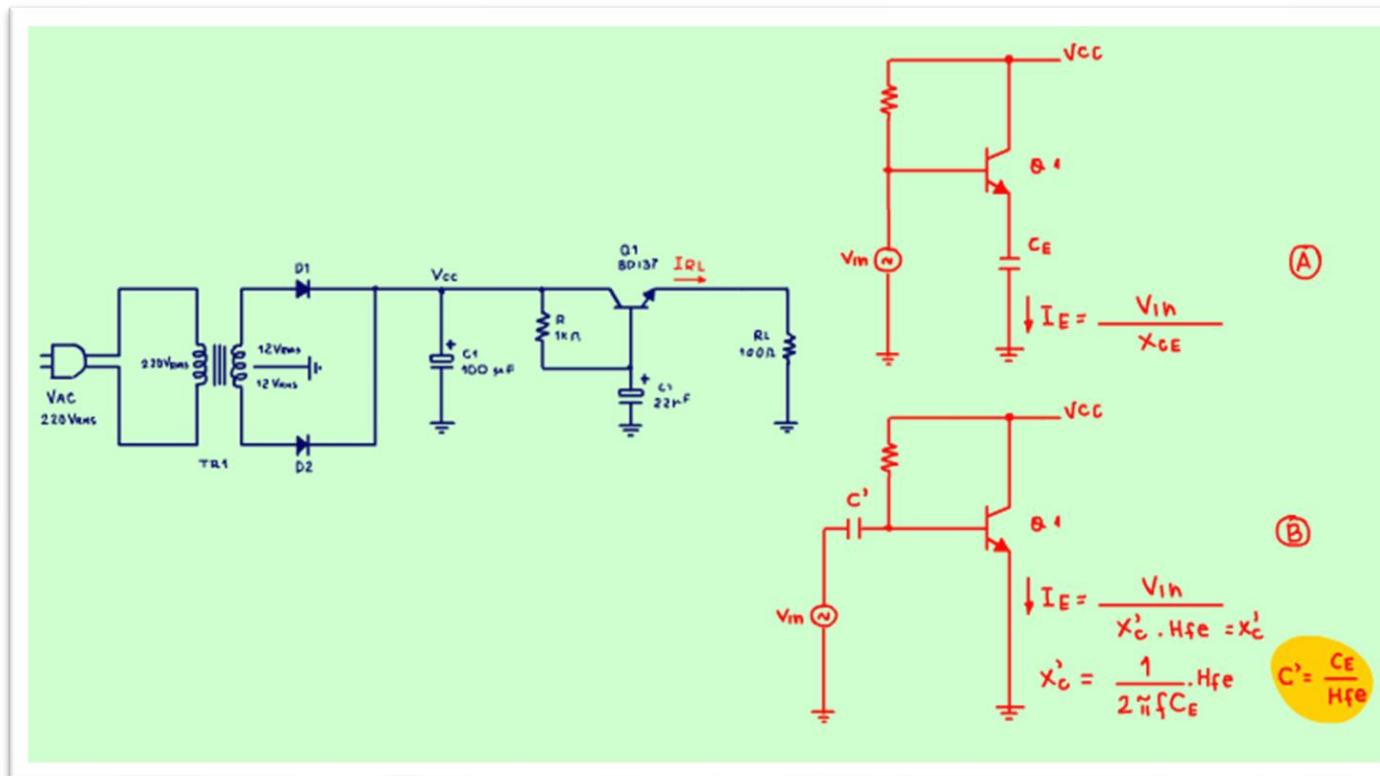 VAC
220VRMS
220VRMS
TR1
12VRMS
12VRMS
D1
D2
VCC
C1
100 µF
R
1KΩ
Q1
BD137
IRL
22µF
RL
100Ω
VCC
Q1
Vin
CE
IE = Vin
XCE
A
VCC
C'
Q1
Vin
IE = Vin
X'C . Hfe = X'C
X'C = 1 . Hfe
2πfCE
C' = CE
Hfe
B